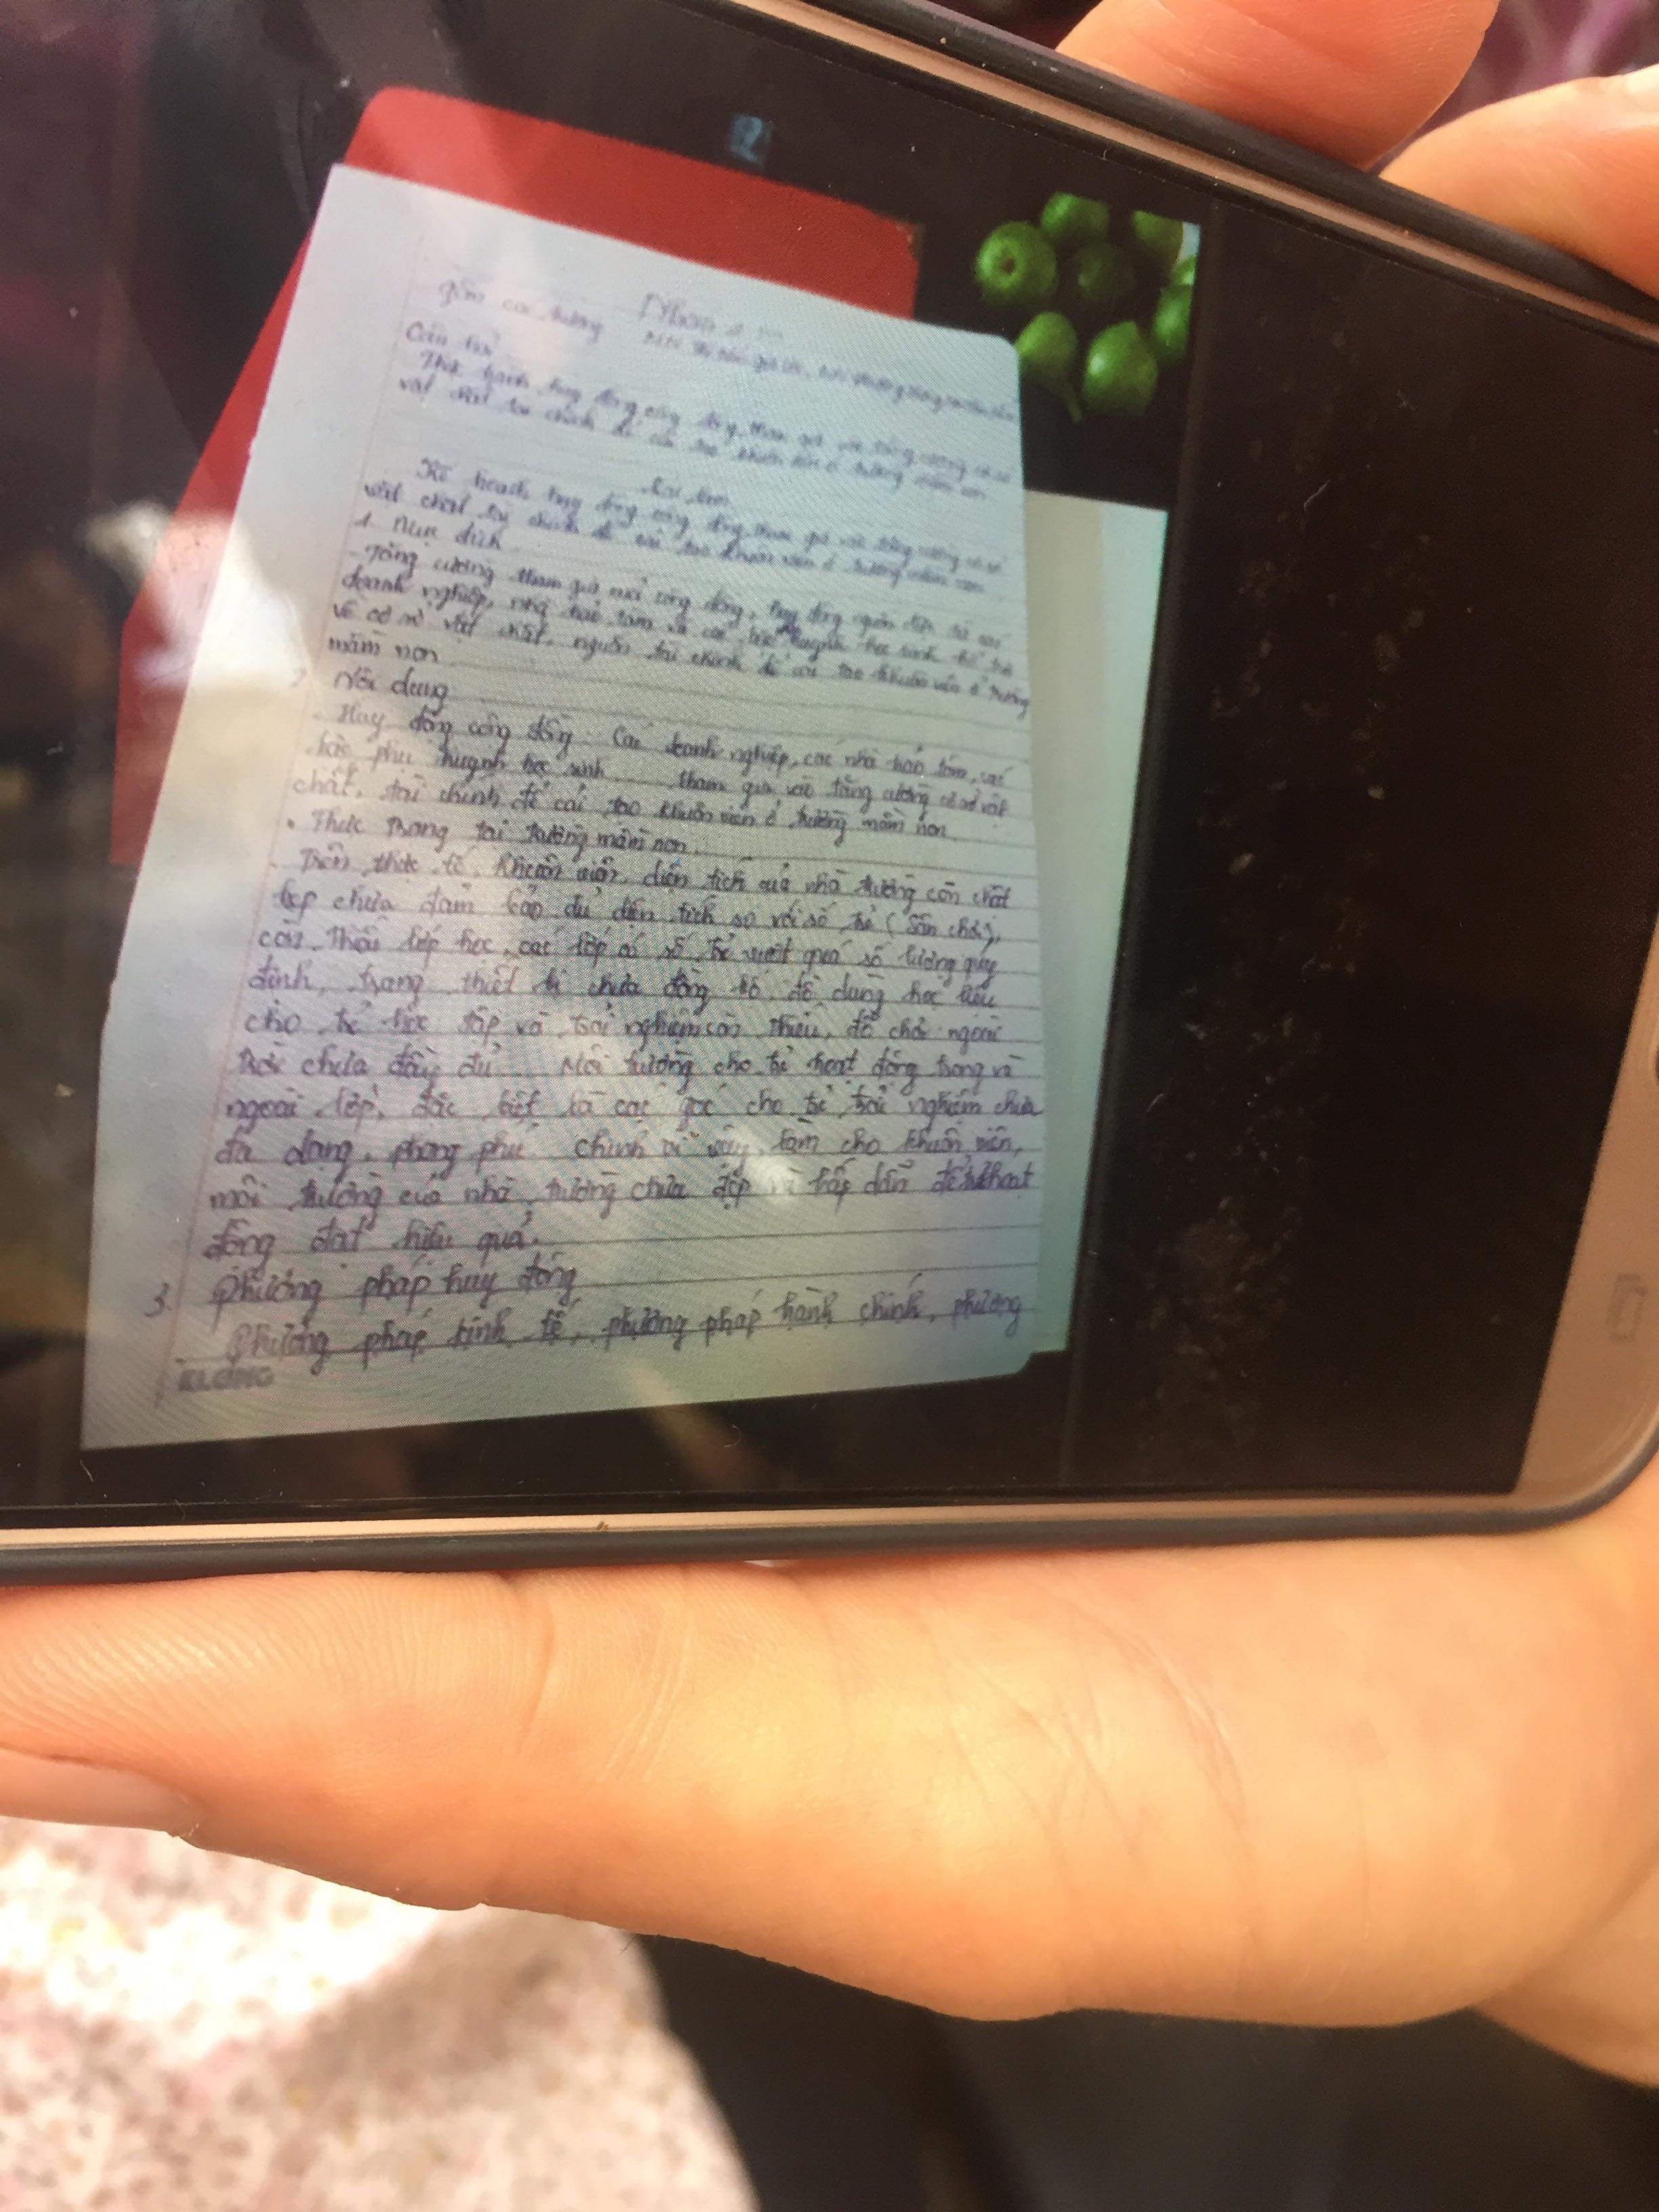 gồm các trường
Câu hỏi
Thực hành huy động cộng đồng tham gia vào tăng cường cơ sở
vật chất tài chính để cải tạo khuôn viên ở trường mầm non
Bài làm
Kế hoạch huy động cộng đồng tham gia vào tăng cường cơ sở
vật chất tài chính để cải tạo khuôn viên ở trường mầm non
1. Mục đích
- Tăng cường tham gia của cộng đồng, huy động quần
doanh nghiệp, nhà hảo tâm và các bậc phụ huynh học sinh hỗ trợ
về cơ sở vật chất, nguồn tài chính để cải tạo khuôn viên ở trường
mầm non
2. Nội dung
- Huy động cộng đồng: Các doanh nghiệp, các nhà hảo tâm, các
bậc phụ huynh học sinh ... tham gia vào tăng cường cơ sở vật
chất, tài chính để cải tạo khuôn viên ở trường mầm non
• Thực trạng tại trường mầm non.
- Trên thực tế, khuôn viên, diện tích của nhà trường còn chật
hẹp chưa đảm bảo đủ diện tích so với số trẻ (sân chơi),
còn thiếu lớp học, các lớp có số trẻ vượt quá số lượng quy
định, trang thiết bị chưa đồng bộ, đồ dùng học liệu
cho trẻ học tập và trải nghiệm còn thiếu, đồ chơi ngoài
trời chưa đầy đủ ... Môi trường cho trẻ hoạt động trong và
ngoài lớp, đặc biệt là các góc cho trẻ trải nghiệm chưa
đa dạng, phong phú. Chính vì vậy, làm cho khuôn viên,
môi trường của nhà trường chưa đẹp và hấp dẫn để trẻ hoạt
động đạt hiệu quả.
3. Phương pháp huy động
Phương pháp kinh tế, phương pháp hành chính, phương
KLONG